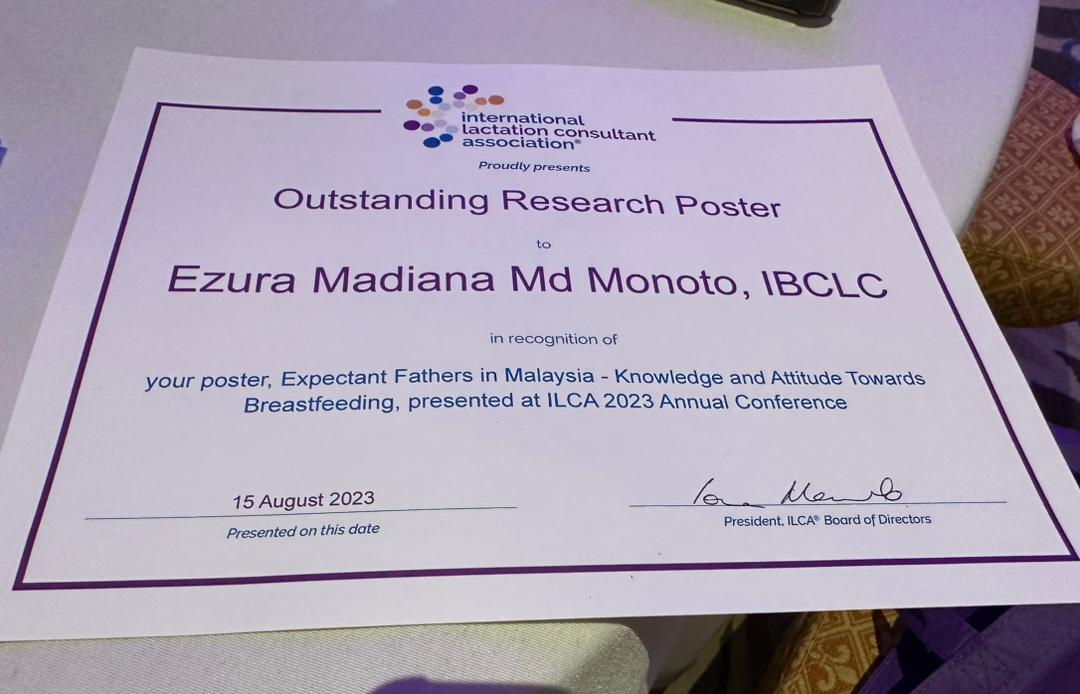 international
lactation consultant
association®
Proudly presents
Outstanding Research Poster
to
Ezura Madiana Md Monoto, IBCLC
in recognition of
your poster, Expectant Fathers in Malaysia - Knowledge and Attitude Towards
Breastfeeding, presented at ILCA 2023 Annual Conference
15 August 2023
Presented on this date
President, ILCA® Board of Directors